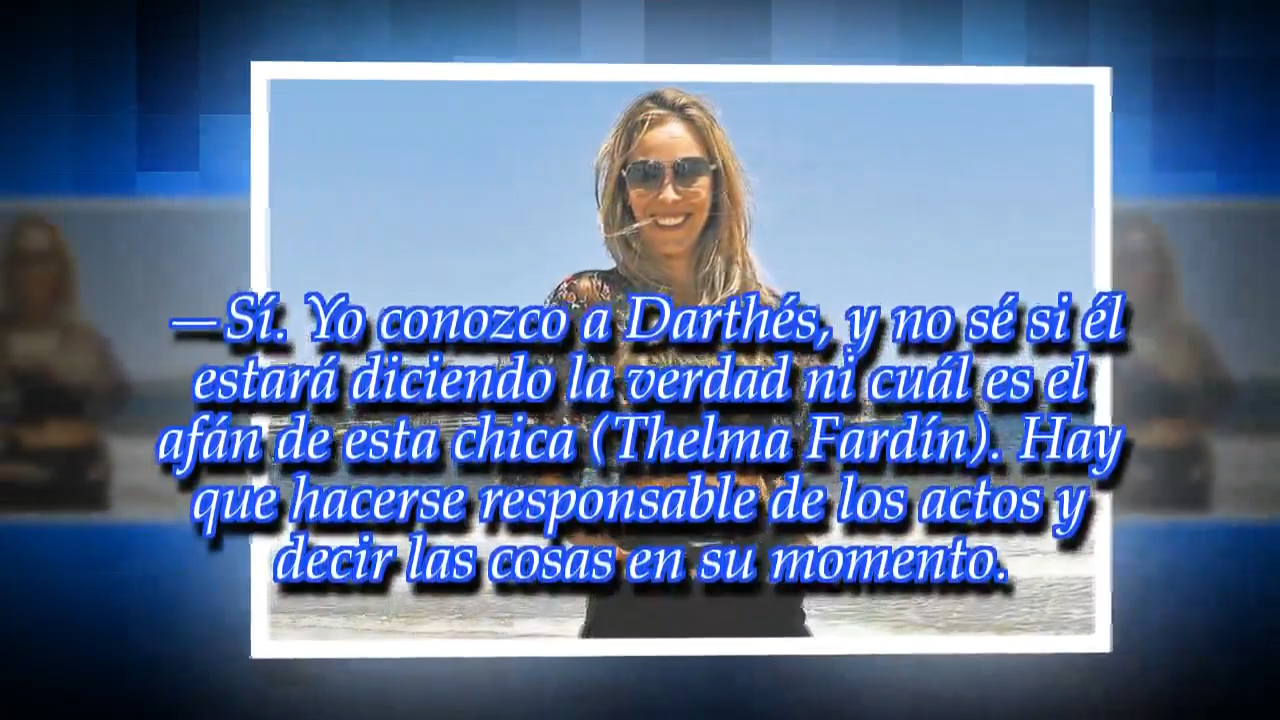 —Sí. Yo conozco a Darthés, y no sé si él
estará diciendo la verdad ni cuál es el
afán de esta chica (Thelma Fardín). Hay
que hacerse responsable de los actos y
decir las cosas en su momento.